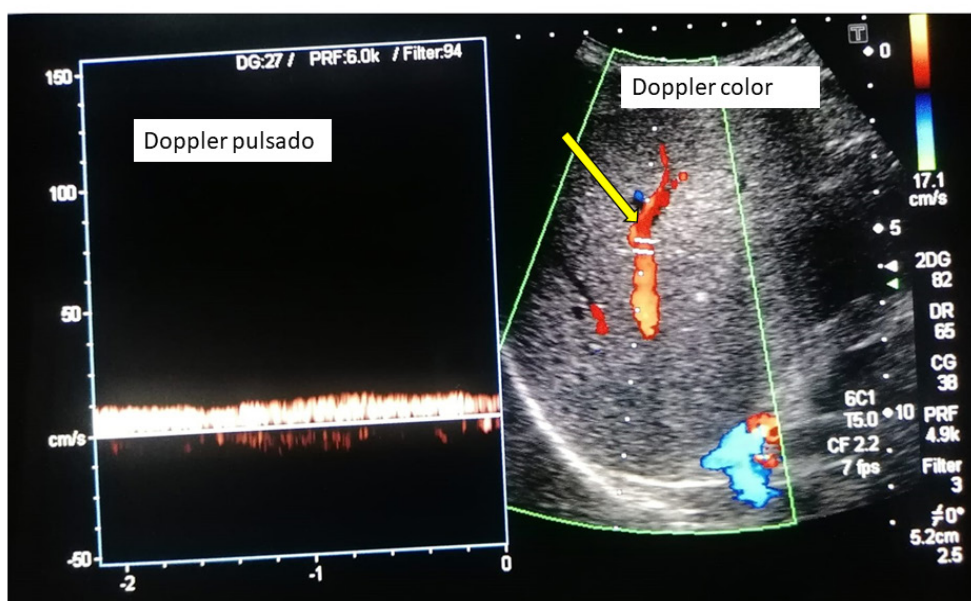 DG:27 / PRF:6.0k / Filter:94
150
100
50
cm/s
-50
-2
-1
0
Doppler pulsado
Doppler color
T
0
5
10
17.1
cm/s
2DG
82
DR
65
CG
38
PRF
4.9k
Filter
3
≠0°
5.2cm
2.5
6C1
T5.0
CF 2.2
7 fps